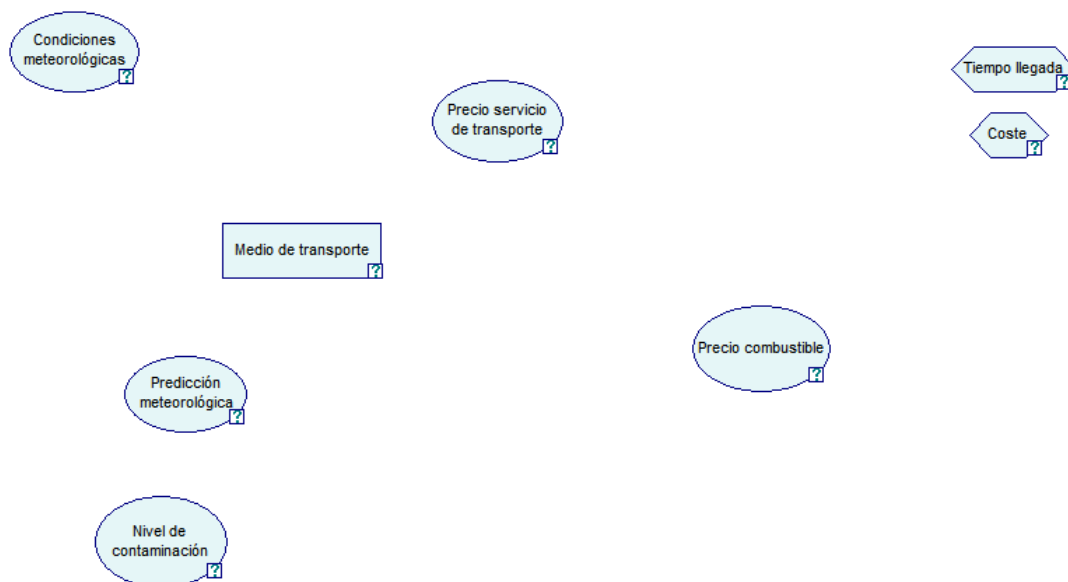 Condiciones
meteorológicas
?
Tiempo llegada
?
Precio servicio
de transporte
?
Coste
?
Medio de transporte
?
Precio combustible
?
Predicción
meteorológica
?
Nivel de
contaminación
?